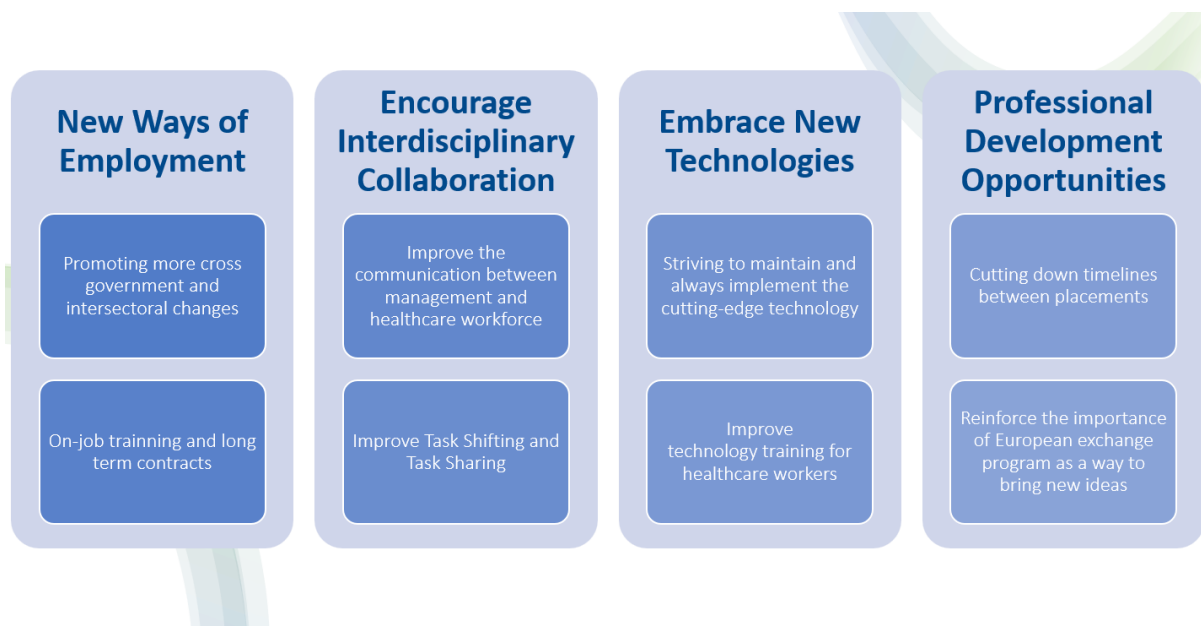 New Ways of
Employment
Promoting more cross
government and
intersectoral changes
On-job trainning and long
term contracts
Encourage
Interdisciplinary
Collaboration
Improve the
communication between
management and
healthcare workforce
Improve Task Shifting and
Task Sharing
Embrace New
Technologies
Striving to maintain and
always implement the
cutting-edge technology
Improve
technology training for
healthcare workers
Professional
Development
Opportunities
Cutting down timelines
between placements
Reinforce the importance
of European exchange
program as a way to
bring new ideas